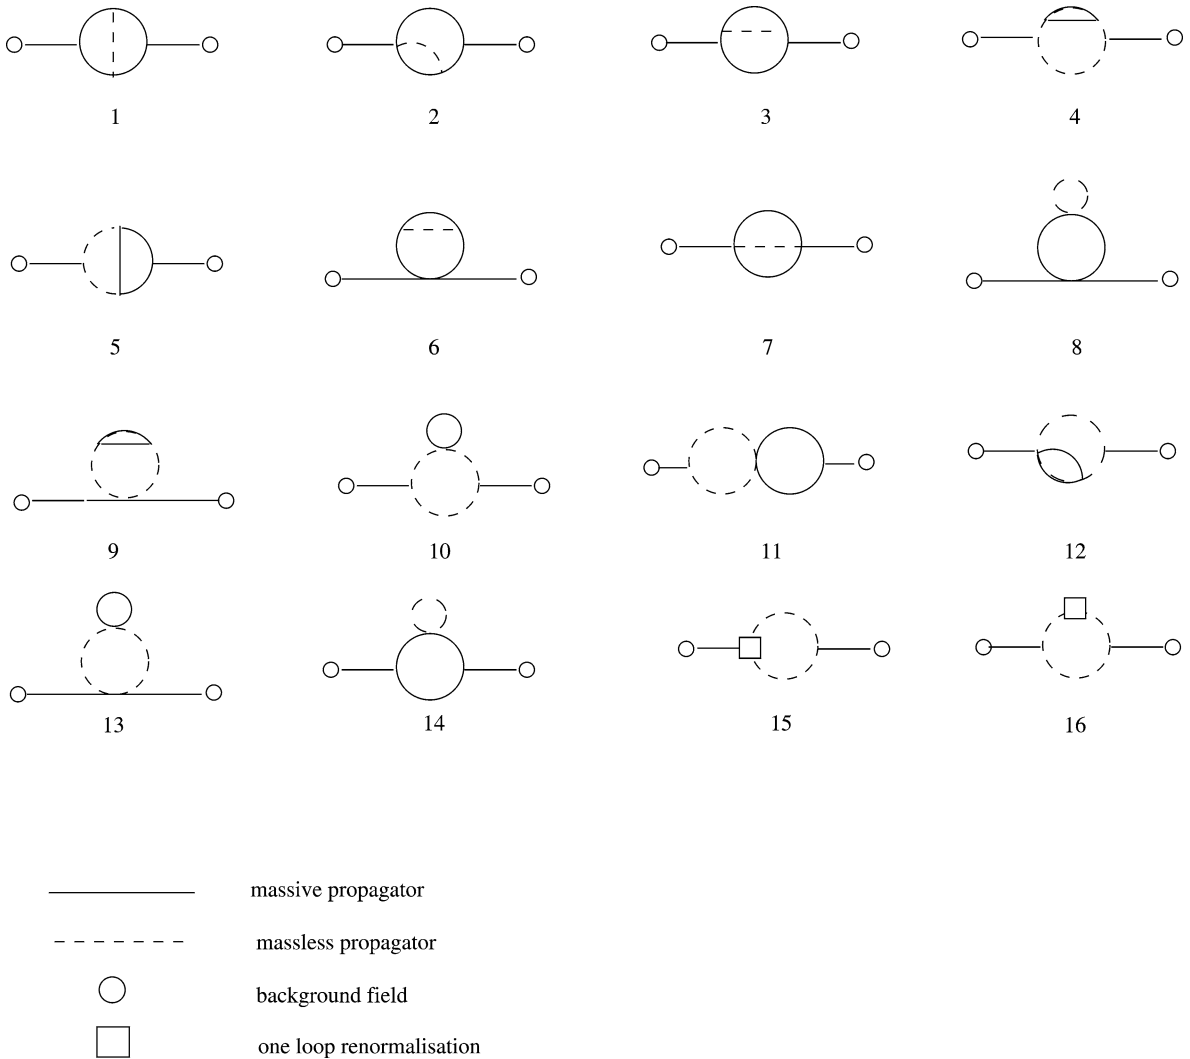 1 2 3 4
5 6 7 8
9 10 11 12
13 14 15 16
massive propagator
massless propagator
background field
one loop renormalisation